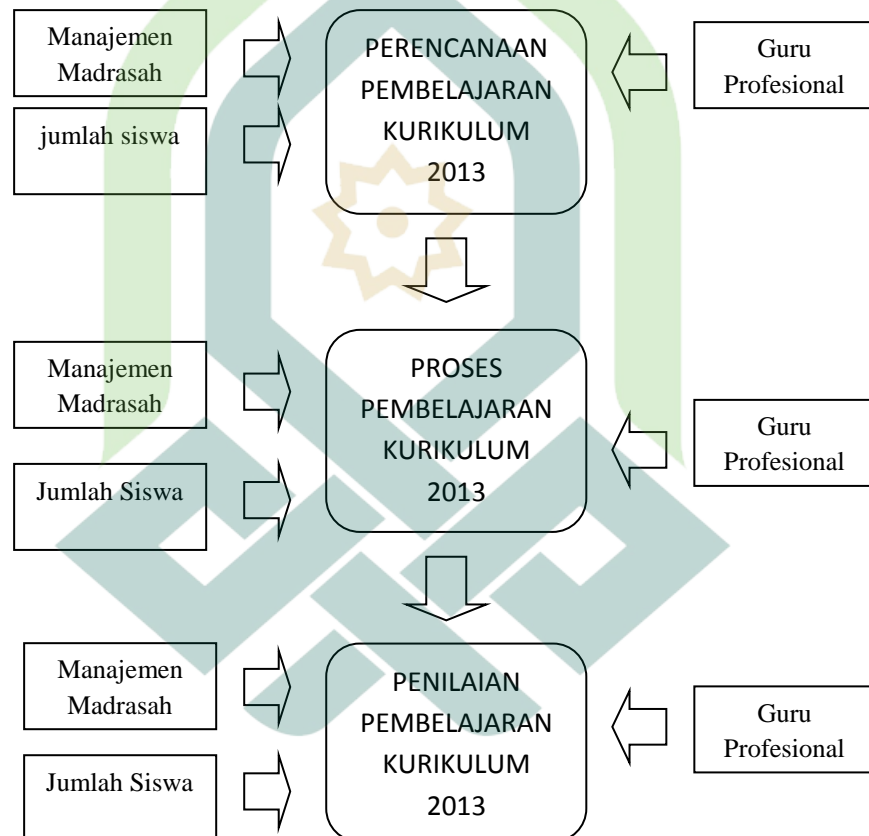 Manajemen
Madrasah
jumlah siswa
PERENCANAAN
PEMBELAJARAN
KURIKULUM
2013
Guru
Profesional
Manajemen
Madrasah
Jumlah Siswa
PROSES
PEMBELAJARAN
KURIKULUM
2013
Guru
Profesional
Manajemen
Madrasah
Jumlah Siswa
PENILAIAN
PEMBELAJARAN
KURIKULUM
2013
Guru
Profesional